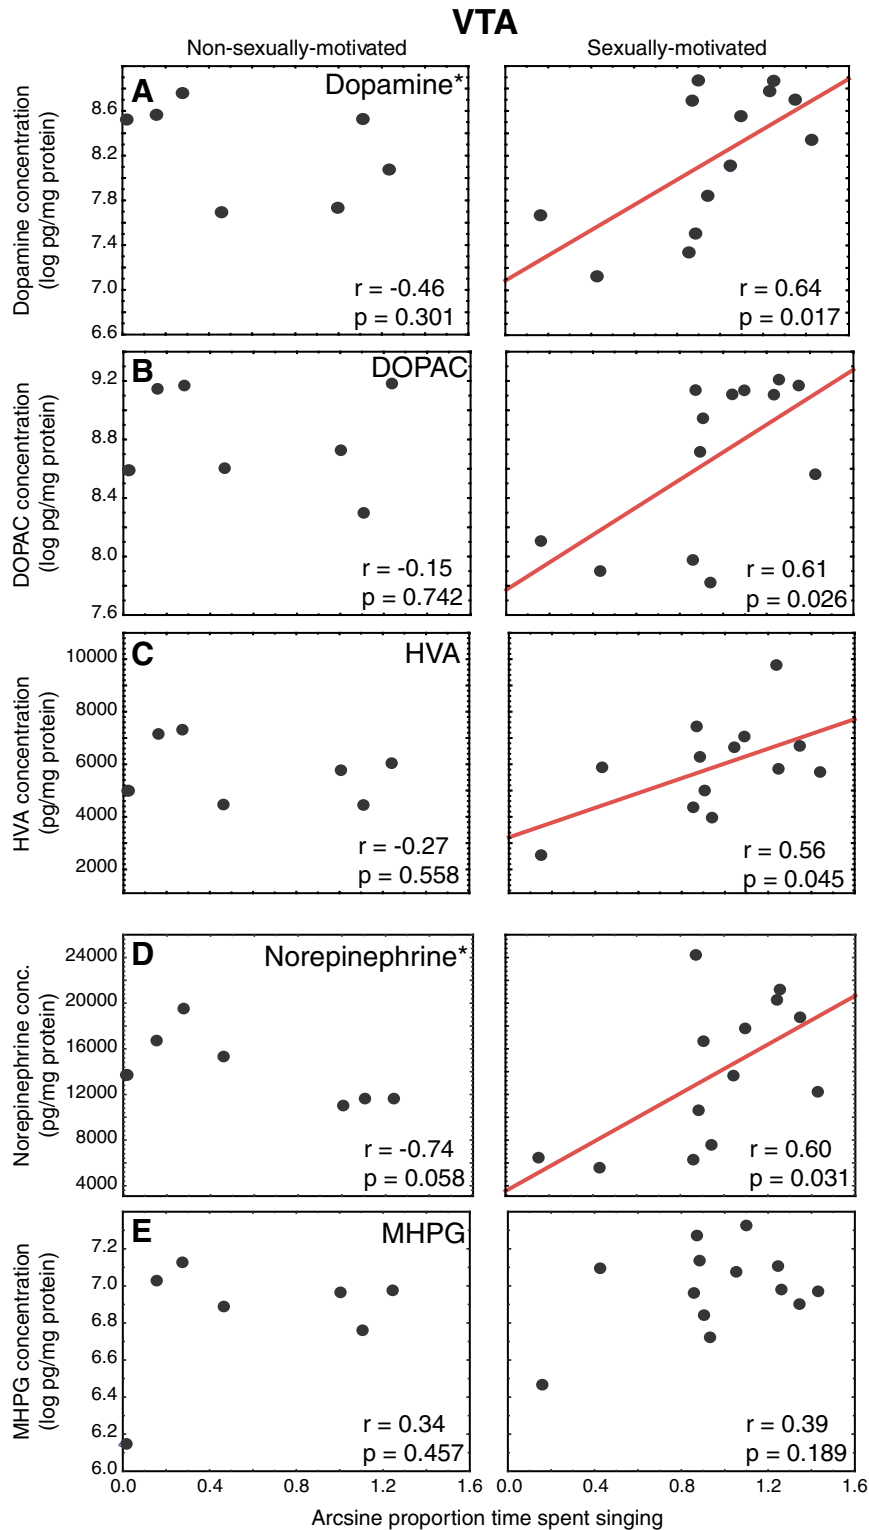 VTA
Non-sexually-motivated
Sexually-motivated
A
Dopamine*
Dopamine concentration
(log pg/mg protein)
8.6
8.2
7.8
7.4
7.0
6.6
r = -0.46
p = 0.301
r = 0.64
p = 0.017
B
DOPAC
DOPAC concentration
(log pg/mg protein)
9.2
8.8
8.4
8.0
7.6
r = -0.15
p = 0.742
r = 0.61
p = 0.026
C
HVA
HVA concentration
(pg/mg protein)
10000
8000
6000
4000
2000
r = -0.27
p = 0.558
r = 0.56
p = 0.045
D
Norepinephrine*
Norepinephrine conc.
(pg/mg protein)
24000
20000
16000
12000
8000
4000
r = -0.74
p = 0.058
r = 0.60
p = 0.031
E
MHPG
MHPG concentration
(log pg/mg protein)
7.2
7.0
6.8
6.6
6.4
6.2
6.0
r = 0.34
p = 0.457
r = 0.39
p = 0.189
0.0 0.4 0.8 1.2 1.6
0.0 0.4 0.8 1.2 1.6
Arcsine proportion time spent singing